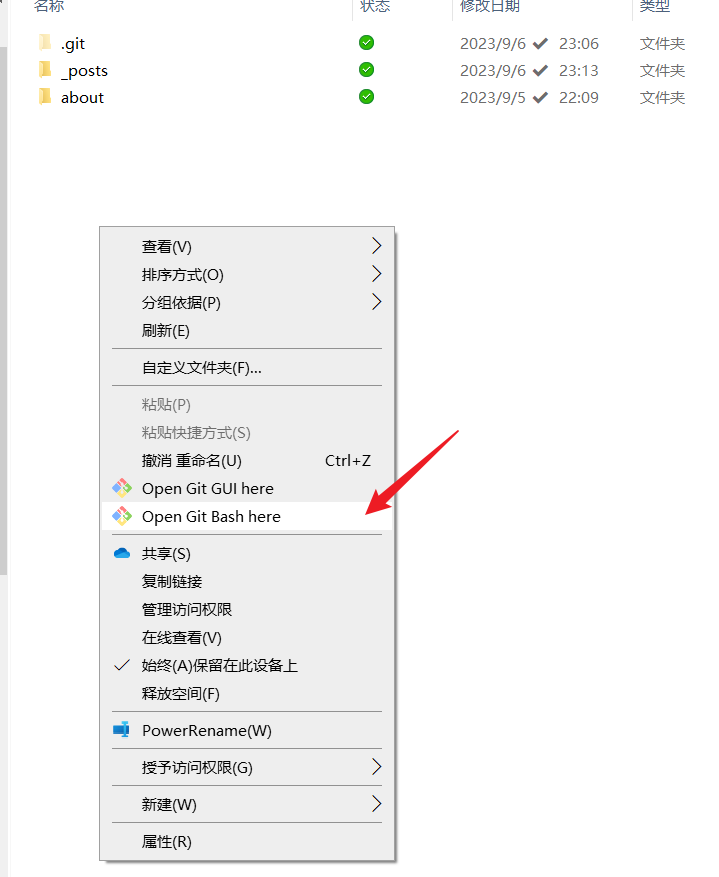 名称 状态 修改日期 类型
.git 2023/9/6 23:06 文件夹
_posts 2023/9/6 23:13 文件夹
about 2023/9/5 22:09 文件夹
查看(V)
排序方式(O)
分组依据(P)
刷新(E)
自定义文件夹(F)...
粘贴(P)
粘贴快捷方式(S)
撤消 重命名(U) Ctrl+Z
Open Git GUI here
Open Git Bash here
共享(S)
复制链接
管理访问权限
在线查看(V)
始终(A)保留在此设备上
释放空间(F)
PowerRename(W)
授予访问权限(G)
新建(W)
属性(R)